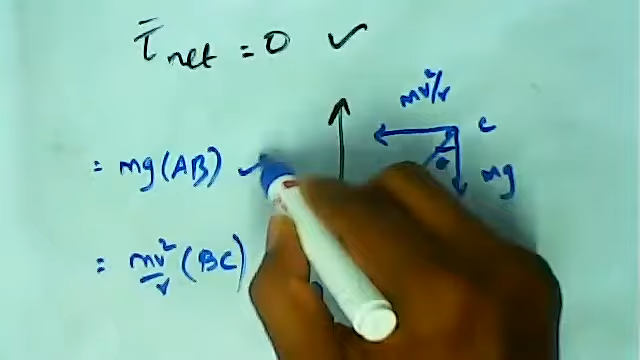 τ̄ net = 0 ✓
mv²/r
c
= mg(AB) ✓
θ
mg
= mv²/r (BC)